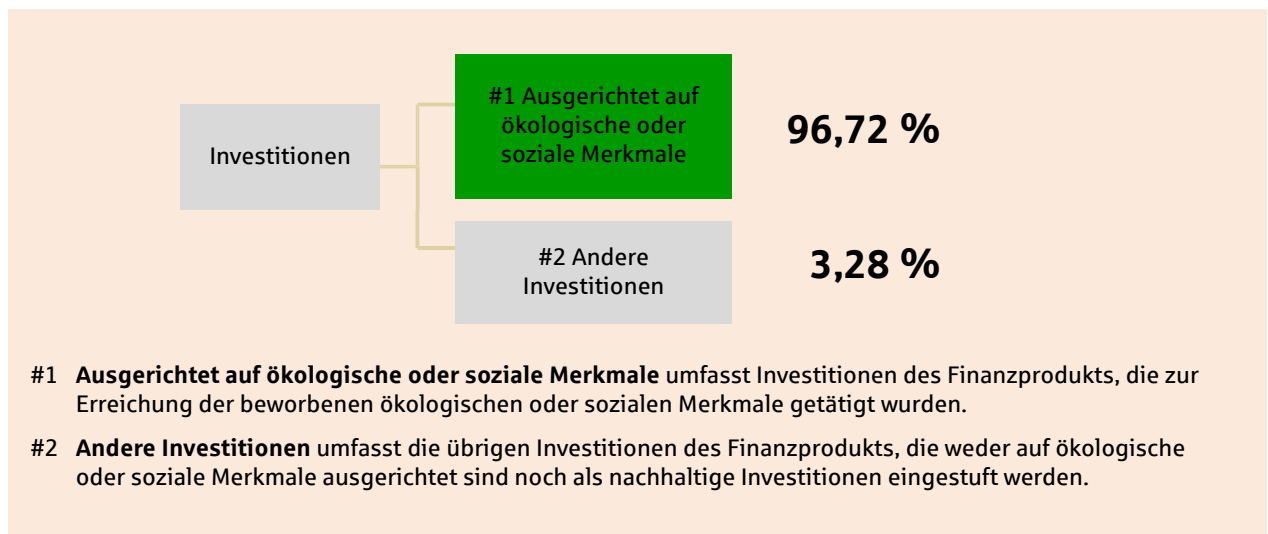 Investitionen
#1 Ausgerichtet auf
ökologische oder
soziale Merkmale
96,72 %
#2 Andere
Investitionen
3,28 %
#1 Ausgerichtet auf ökologische oder soziale Merkmale umfasst Investitionen des Finanzprodukts, die zur
Erreichung der beworbenen ökologischen oder sozialen Merkmale getätigt wurden.
#2 Andere Investitionen umfasst die übrigen Investitionen des Finanzprodukts, die weder auf ökologische
oder soziale Merkmale ausgerichtet sind noch als nachhaltige Investitionen eingestuft werden.